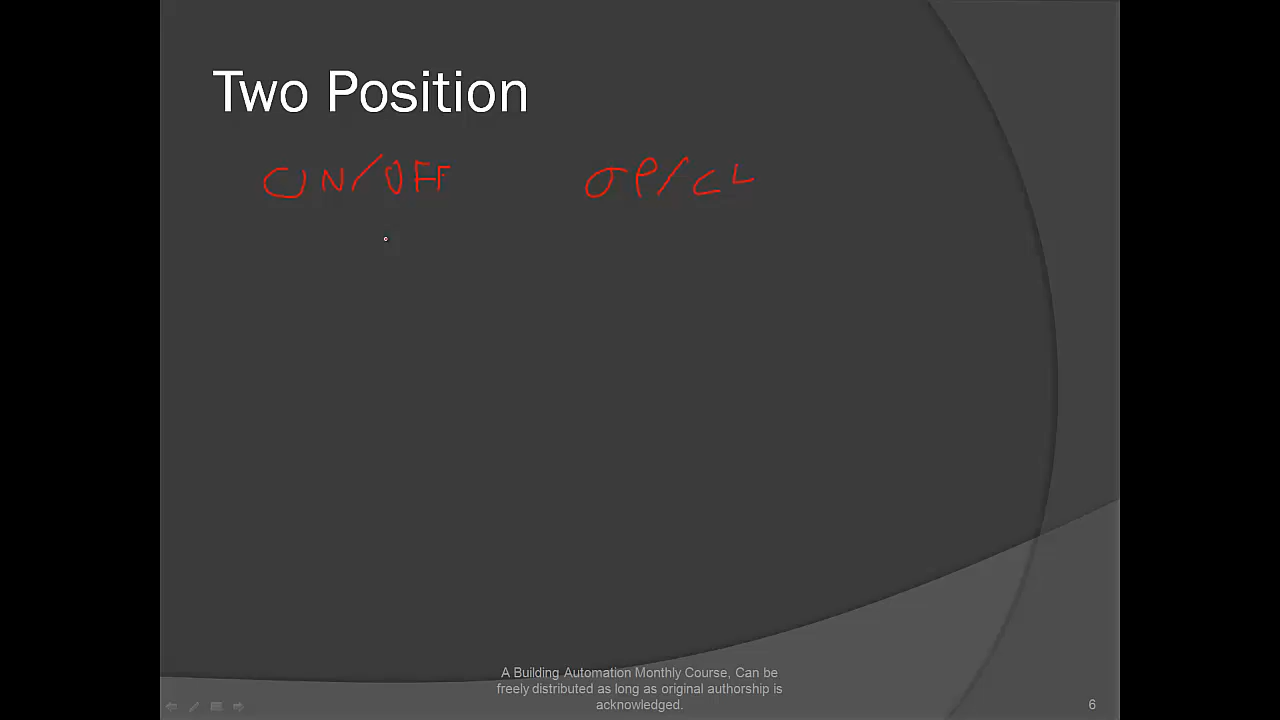 Two Position
ON/OFF OP/CL
A Building Automation Monthly Course, Can be
freely distributed as long as original authorship is
acknowledged.
6